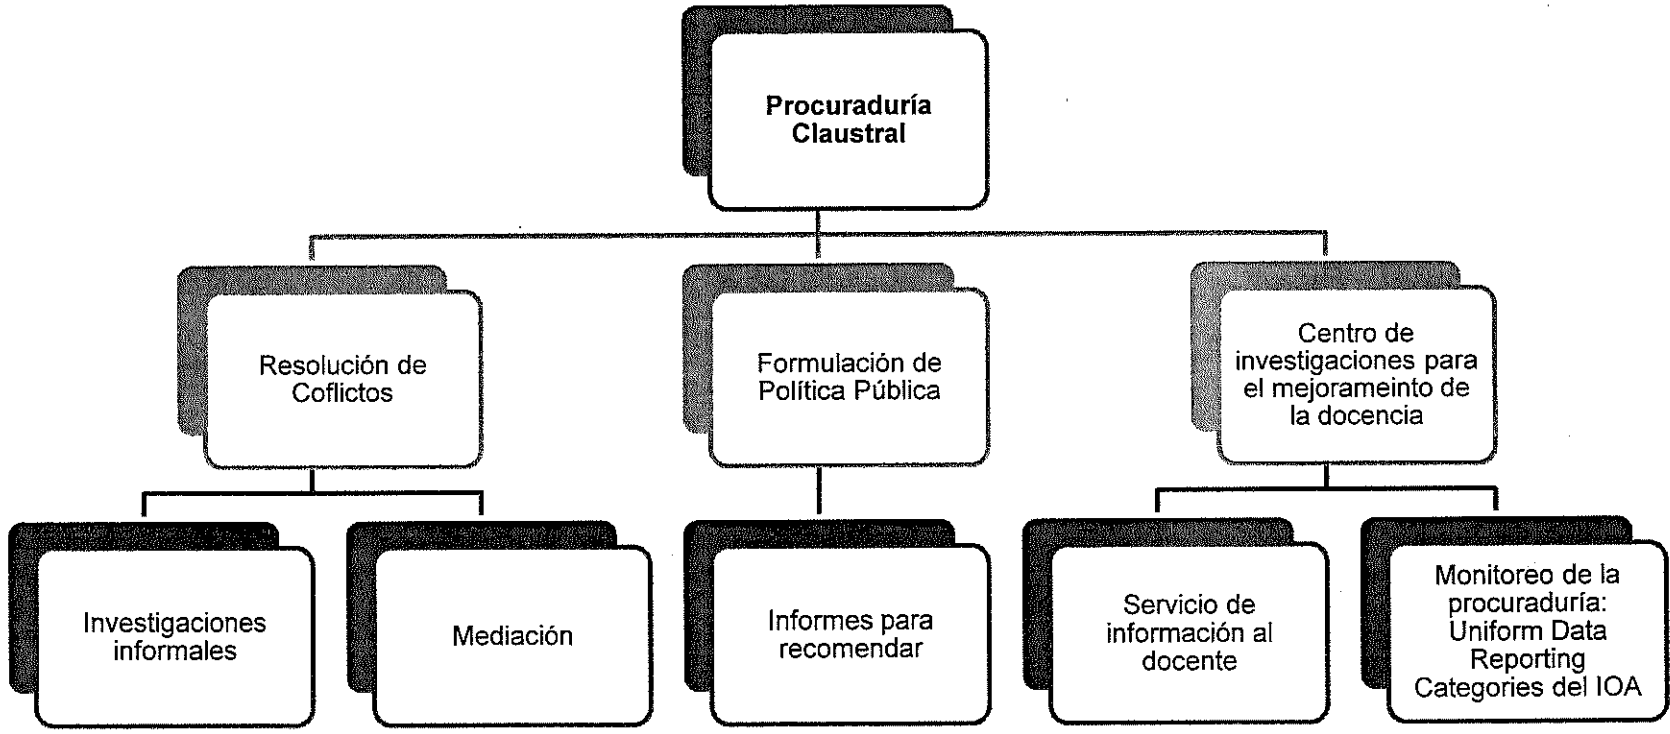 Procuraduría
Claustral
Resolución de
Coflictos
Formulación de
Política Pública
Centro de
investigaciones para
el mejorameinto de
la docencia
Investigaciones
informales
Mediación
Informes para
recomendar
Servicio de
información al
docente
Monitoreo de la
procuraduría:
Uniform Data
Reporting
Categories del IOA